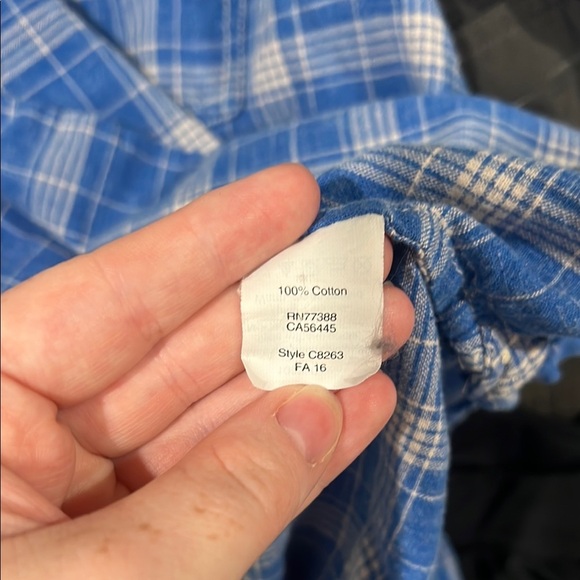 100% Cotton
RN77388
CA56445
Style C8263
FA 16